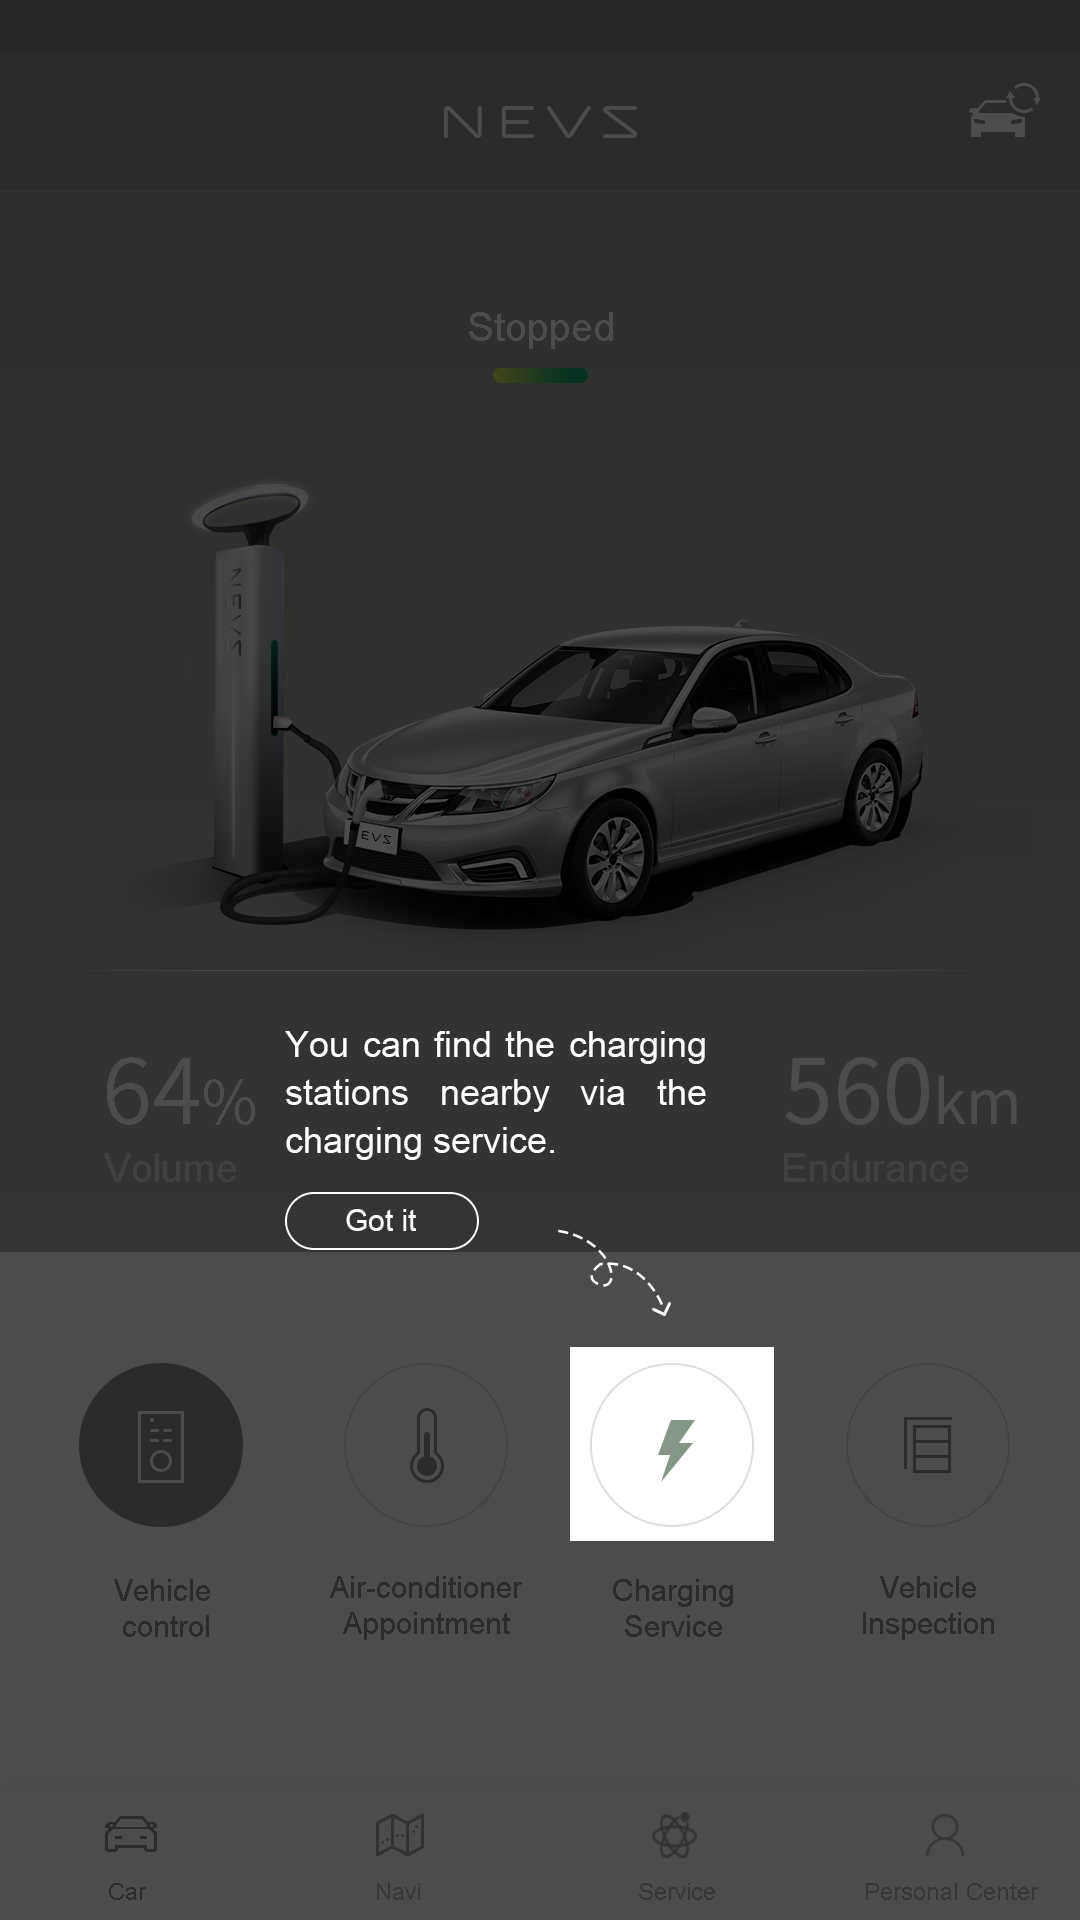 NEVS
Stopped
NEVS
EVS
You can find the charging
stations nearby via the
charging service.
64%
Volume
560km
Endurance
Got it
Vehicle
control
Air-conditioner
Appointment
Charging
Service
Vehicle
Inspection
Car
Navi
Service
Personal Center